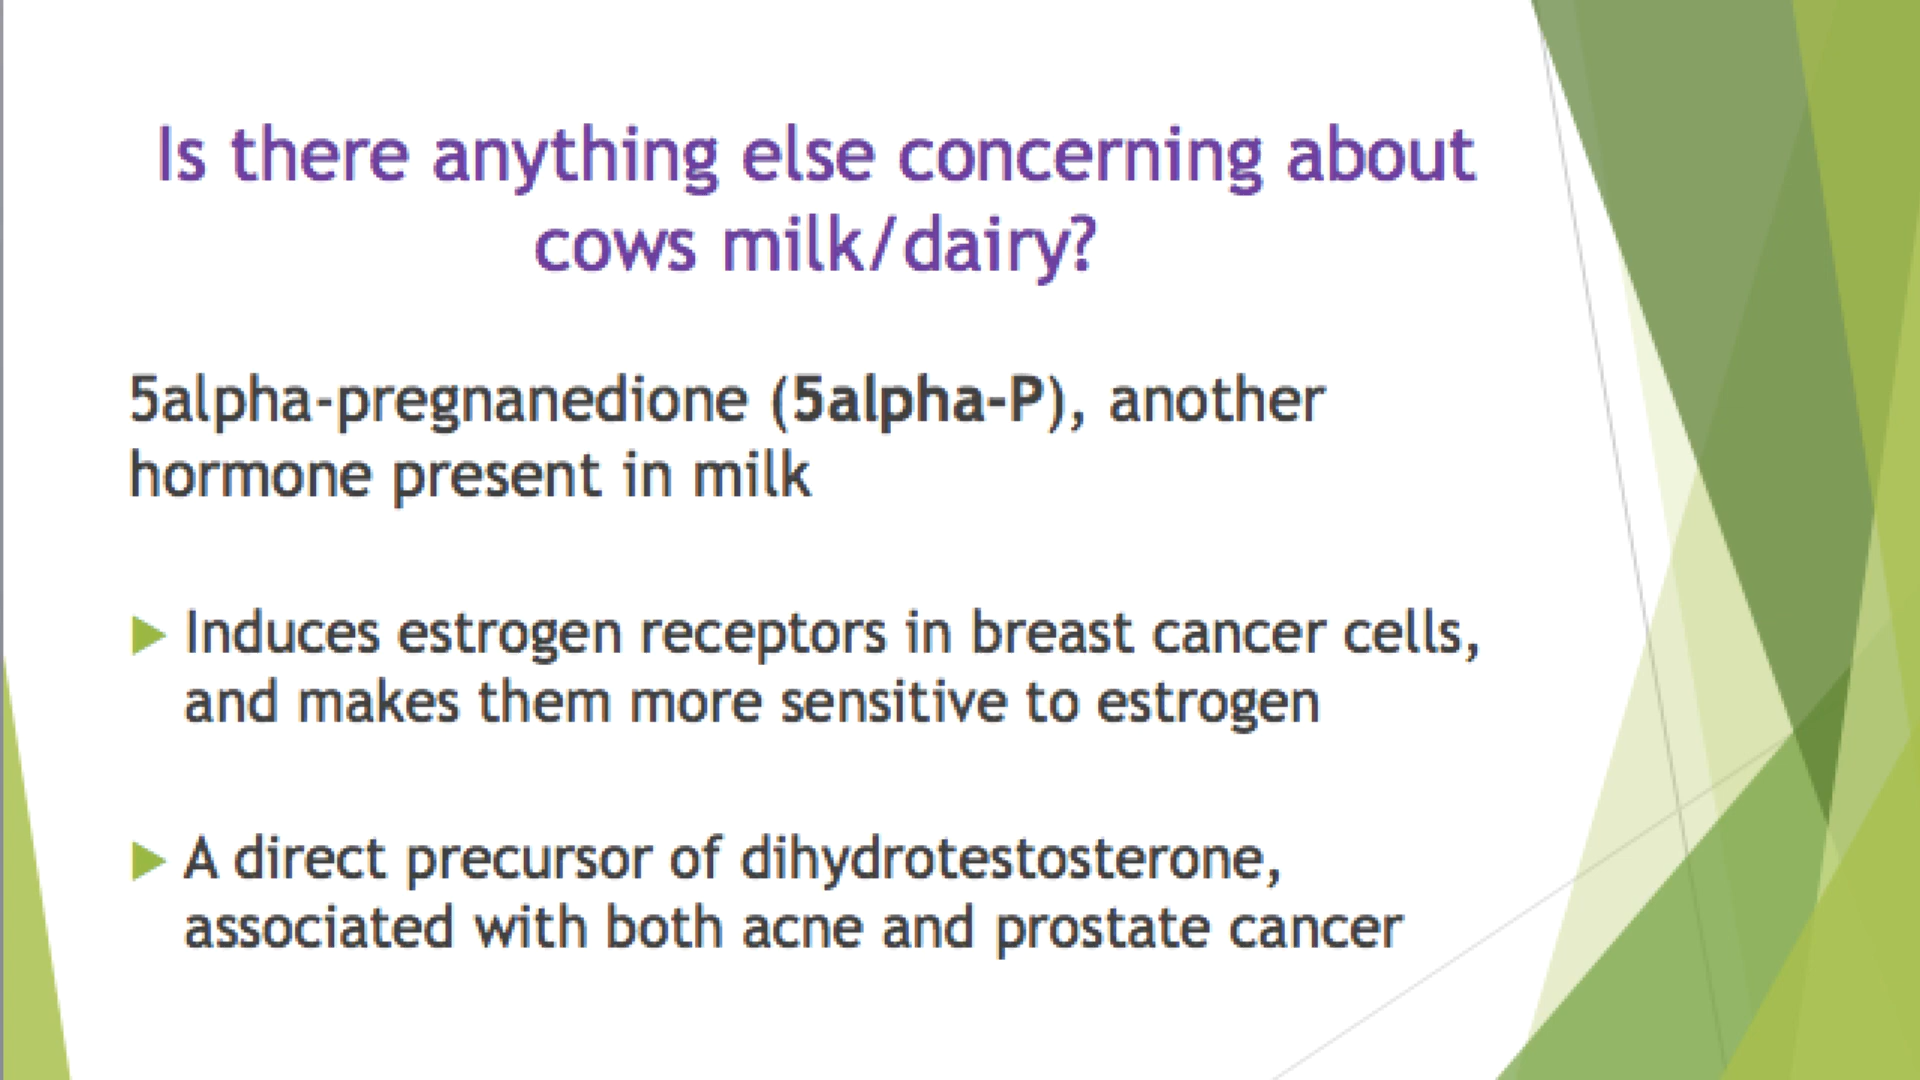 Is there anything else concerning about
cows milk/dairy?
5alpha-pregnanedione (5alpha-P), another
hormone present in milk
Induces estrogen receptors in breast cancer cells,
and makes them more sensitive to estrogen
A direct precursor of dihydrotestosterone,
associated with both acne and prostate cancer